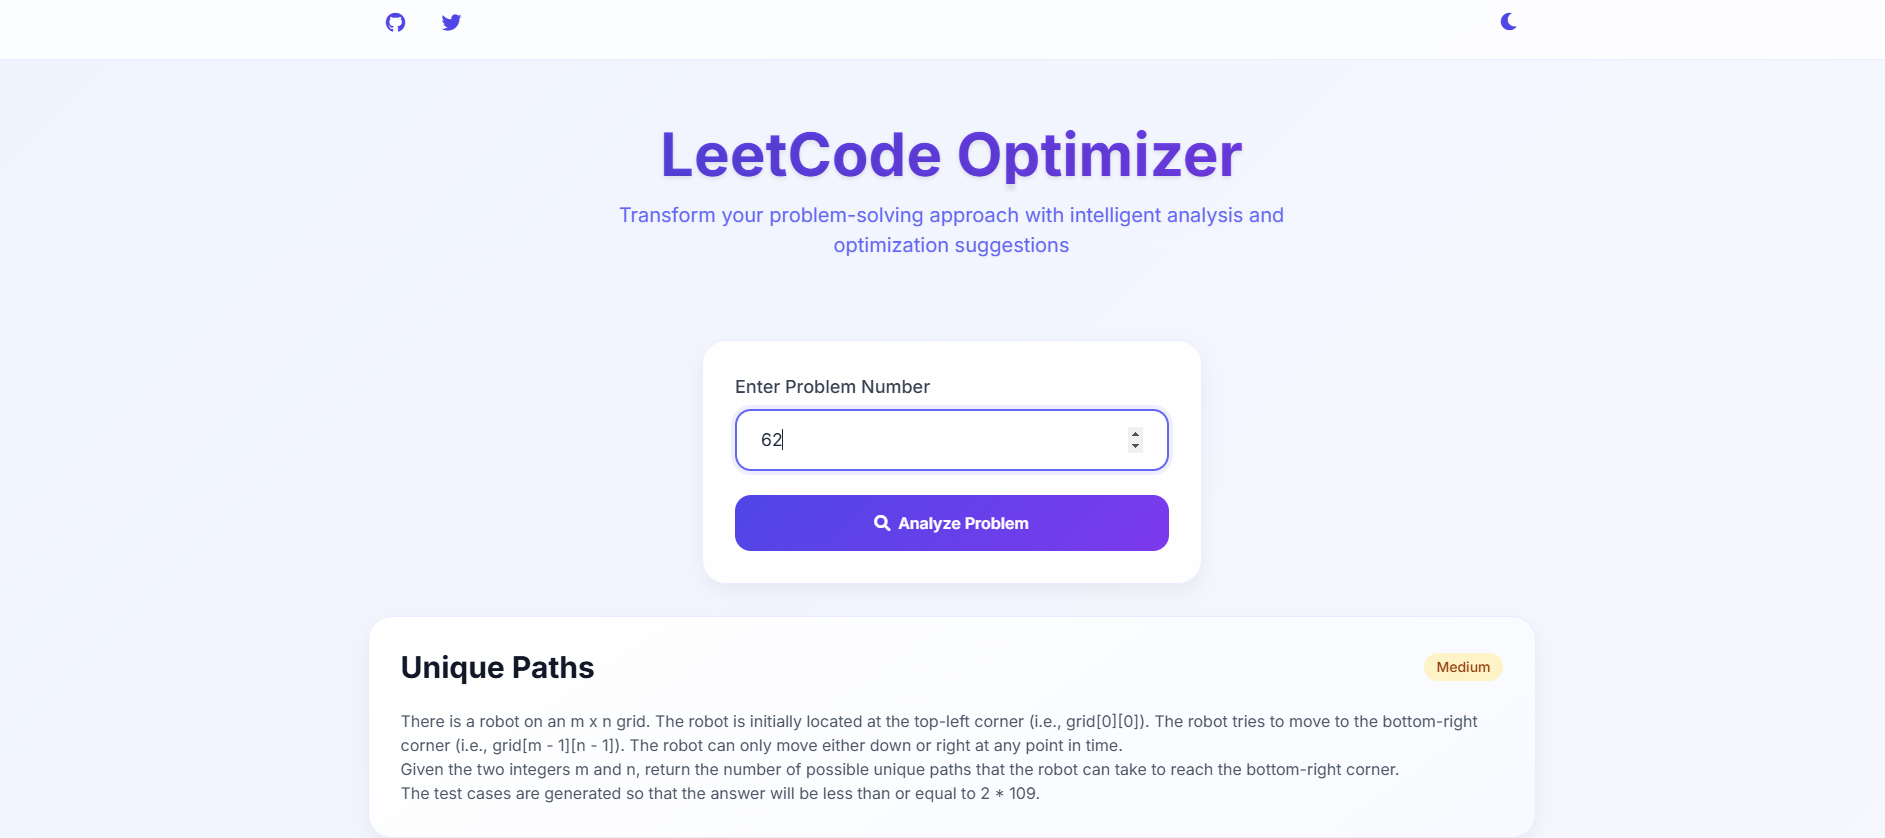 LeetCode Optimizer
Transform your problem-solving approach with intelligent analysis and
optimization suggestions
Enter Problem Number
62
Analyze Problem
Unique Paths
Medium
There is a robot on an m x n grid. The robot is initially located at the top-left corner (i.e., grid[0][0]). The robot tries to move to the bottom-right
corner (i.e., grid[m - 1][n - 1]). The robot can only move either down or right at any point in time.
Given the two integers m and n, return the number of possible unique paths that the robot can take to reach the bottom-right corner.
The test cases are generated so that the answer will be less than or equal to 2 * 109.